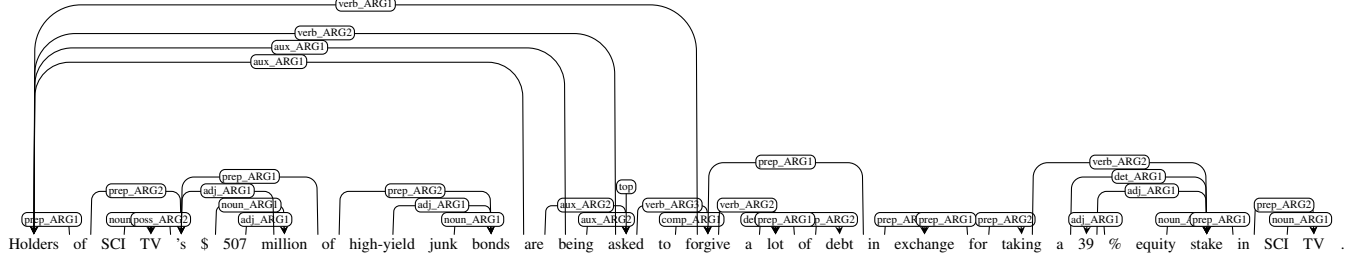 verb_ARG1
verb_ARG2
aux_ARG1
aux_ARG1
prep_ARG1
verb_ARG2
prep_ARG1 det_ARG1
prep_ARG2 adj_ARG1 prep_ARG2 top adj_ARG1
noun_ARG1 adj_ARG1 aux_ARG2 verb_ARG3 verb_ARG2 prep_ARG2
prep_ARG1 poss_ARG2 adj_ARG1 noun_ARG1 aux_ARG2 comp_ARG1 prep_ARG1 prep_ARG1 prep_ARG2 adj_ARG1 prep_ARG1 noun_ARG1
Holders of SCI TV 's $ 507 million of high-yield junk bonds are being asked to forgive a lot of debt in exchange for taking a 39 % equity stake in SCI TV .